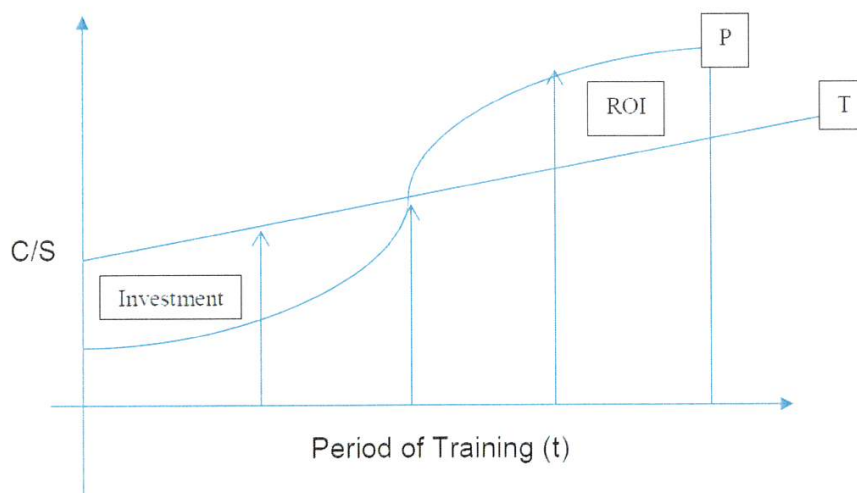 P
ROI
T
C/S
Investment
Period of Training (t)